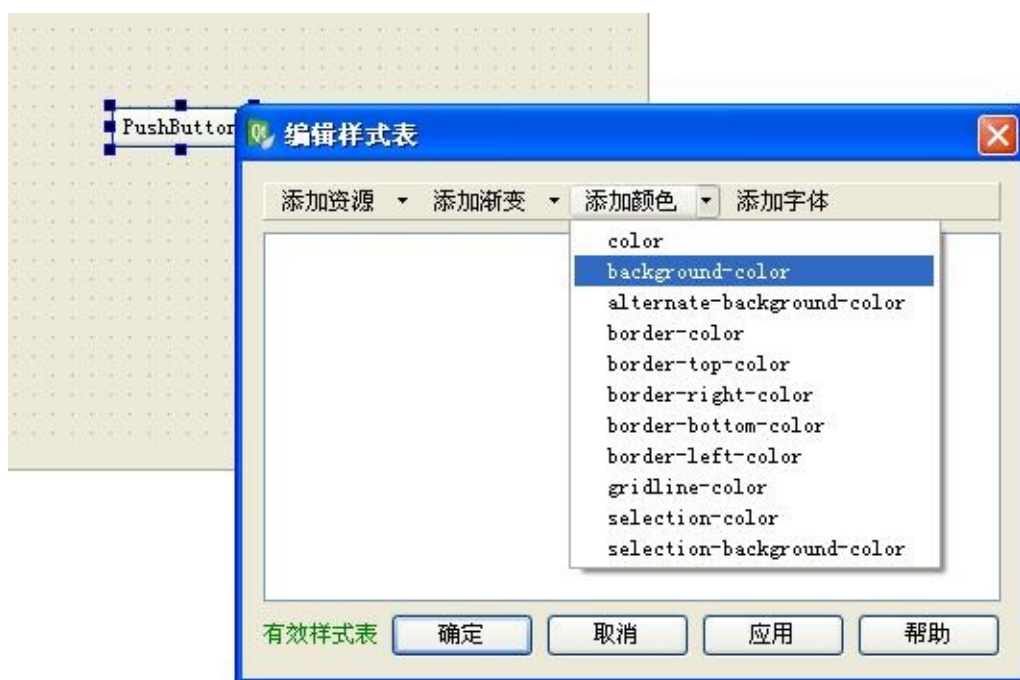 PushButton
编辑样式表
添加资源 添加渐变 添加颜色 添加字体
color
background-color
alternate-background-color
border-color
border-top-color
border-right-color
border-bottom-color
border-left-color
gridline-color
selection-color
selection-background-color
有效样式表 确定 取消 应用 帮助